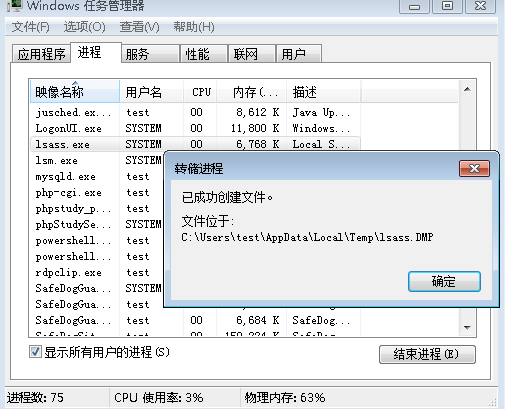 Windows 任务管理器
文件(F) 选项(O) 查看(V) 帮助(H)
应用程序 进程 服务 性能 联网 用户
映像名称 用户名 CPU 内存(... 描述
jusched.ex... test 00 8,612 K Java Up...
LogonUI.exe SYSTEM 00 11,800 K Windows...
lsass.exe SYSTEM 00 6,768 K Local S...
lsm.exe SYSTEM
mysqld.exe test
php-cgi.exe test
phpstudy_p... test
phpStudySe... SYSTEM
powershell... test
powershell... test
rdpclip.exe test
SafeDogGua... SYSTEM
SafeDogGua... test
SafeDogGua... test 00 6,684 K SafeDog...
转储进程
已成功创建文件。
文件位于:
C:\Users\test\AppData\Local\Temp\lsass.DMP
确定
显示所有用户的进程(S)
结束进程(E)
进程数: 75 CPU 使用率: 3% 物理内存: 63%